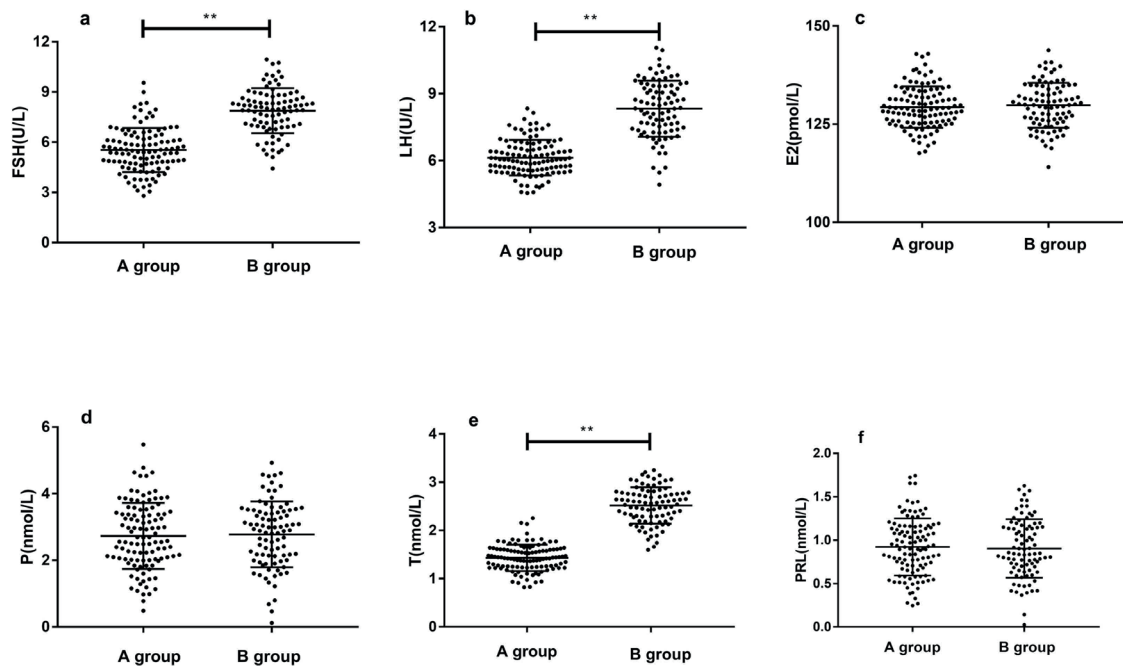 a
**
FSH(U/L)
12
9
6
3
0
A group
B group
b
**
LH(U/L)
12
9
6
3
A group
B group
c
E2(pmol/L)
150
125
100
A group
B group
d
P(nmol/L)
6
4
2
0
A group
B group
e
**
T(nmol/L)
4
3
2
1
0
A group
B group
f
PRL(nmol/L)
2.0
1.5
1.0
0.5
0.0
A group
B group